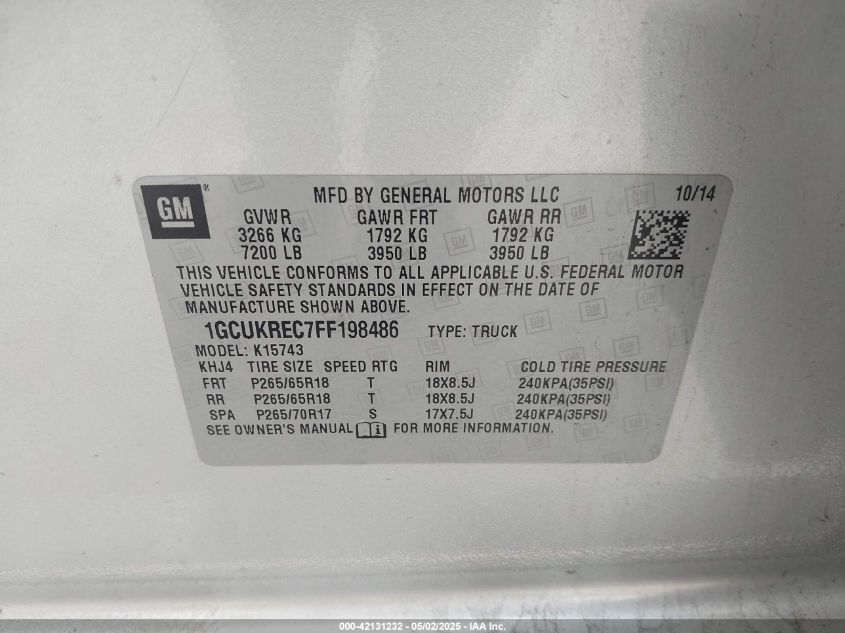 GM® MFD BY GENERAL MOTORS LLC 10/14
GVWR GAWR FRT GAWR RR
3266 KG 1792 KG 1792 KG
7200 LB 3950 LB 3950 LB
THIS VEHICLE CONFORMS TO ALL APPLICABLE U.S. FEDERAL MOTOR
VEHICLE SAFETY STANDARDS IN EFFECT ON THE DATE OF
MANUFACTURE SHOWN ABOVE.
1GCUKREC7FF198486 TYPE: TRUCK
MODEL: K15743
KHJ4 TIRE SIZE SPEED RTG RIM COLD TIRE PRESSURE
FRT P265/65R18 T 18X8.5J 240KPA(35PSI)
RR P265/65R18 T 18X8.5J 240KPA(35PSI)
SPA P265/70R17 S 17X7.5J 240KPA(35PSI)
SEE OWNER'S MANUAL FOR MORE INFORMATION.
000-42131232 - 05/02/2025 - IAA Inc.